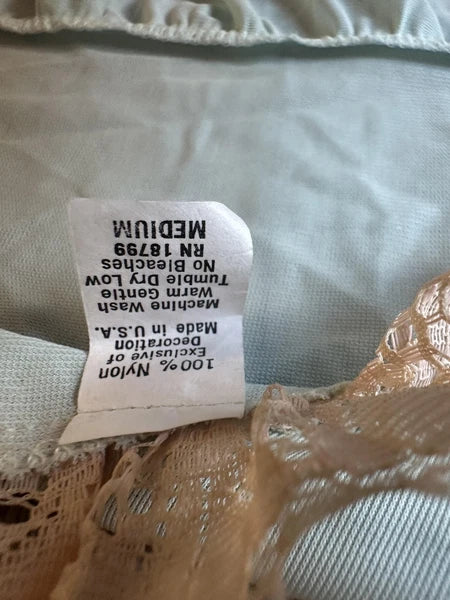 100% Nylon
Exclusive of
Decoration
Made in U.S.A.
Machine Wash
Warm Gentle
Tumble Dry Low
No Bleaches
RN 18799
MEDIUM